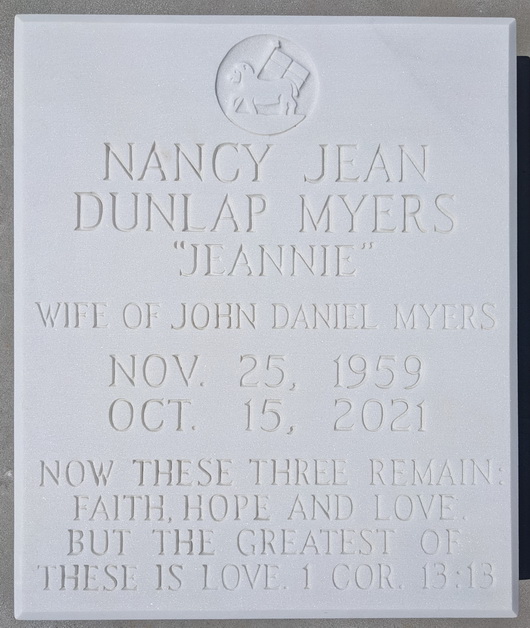 NANCY JEAN
DUNLAP MYERS
"JEANNIE"
WIFE OF JOHN DANIEL MYERS
NOV. 25, 1959
OCT. 15, 2021
NOW THESE THREE REMAIN:
FAITH, HOPE AND LOVE.
BUT THE GREATEST OF
THESE IS LOVE. 1 COR. 13:13